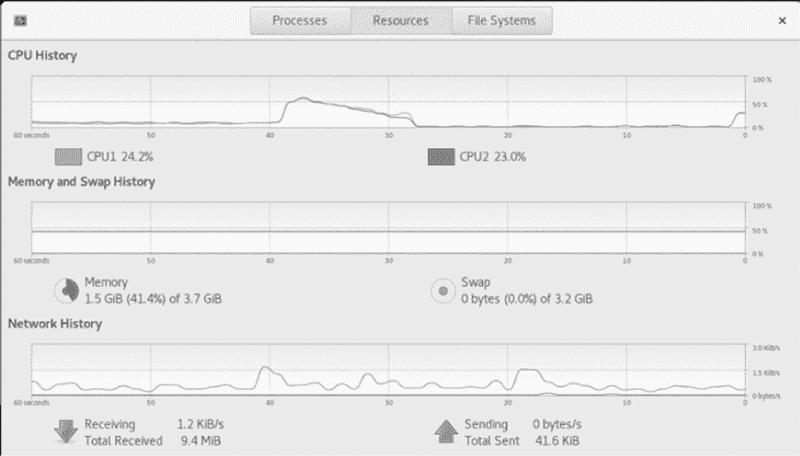 Processes Resources File Systems
CPU History
100 %
50 %
0 %
60 seconds 50 40 30 20 10 0
CPU1 24.2% CPU2 23.0%
Memory and Swap History
100 %
50 %
0 %
60 seconds 50 40 30 20 10 0
Memory Swap
1.5 GiB (41.4%) of 3.7 GiB 0 bytes (0.0%) of 3.2 GiB
Network History
3.0 KiB/s
1.5 KiB/s
0 bytes/s
60 seconds 50 40 30 20 10 0
Receiving 1.2 KiB/s Sending 0 bytes/s
Total Received 9.4 MiB Total Sent 41.6 KiB